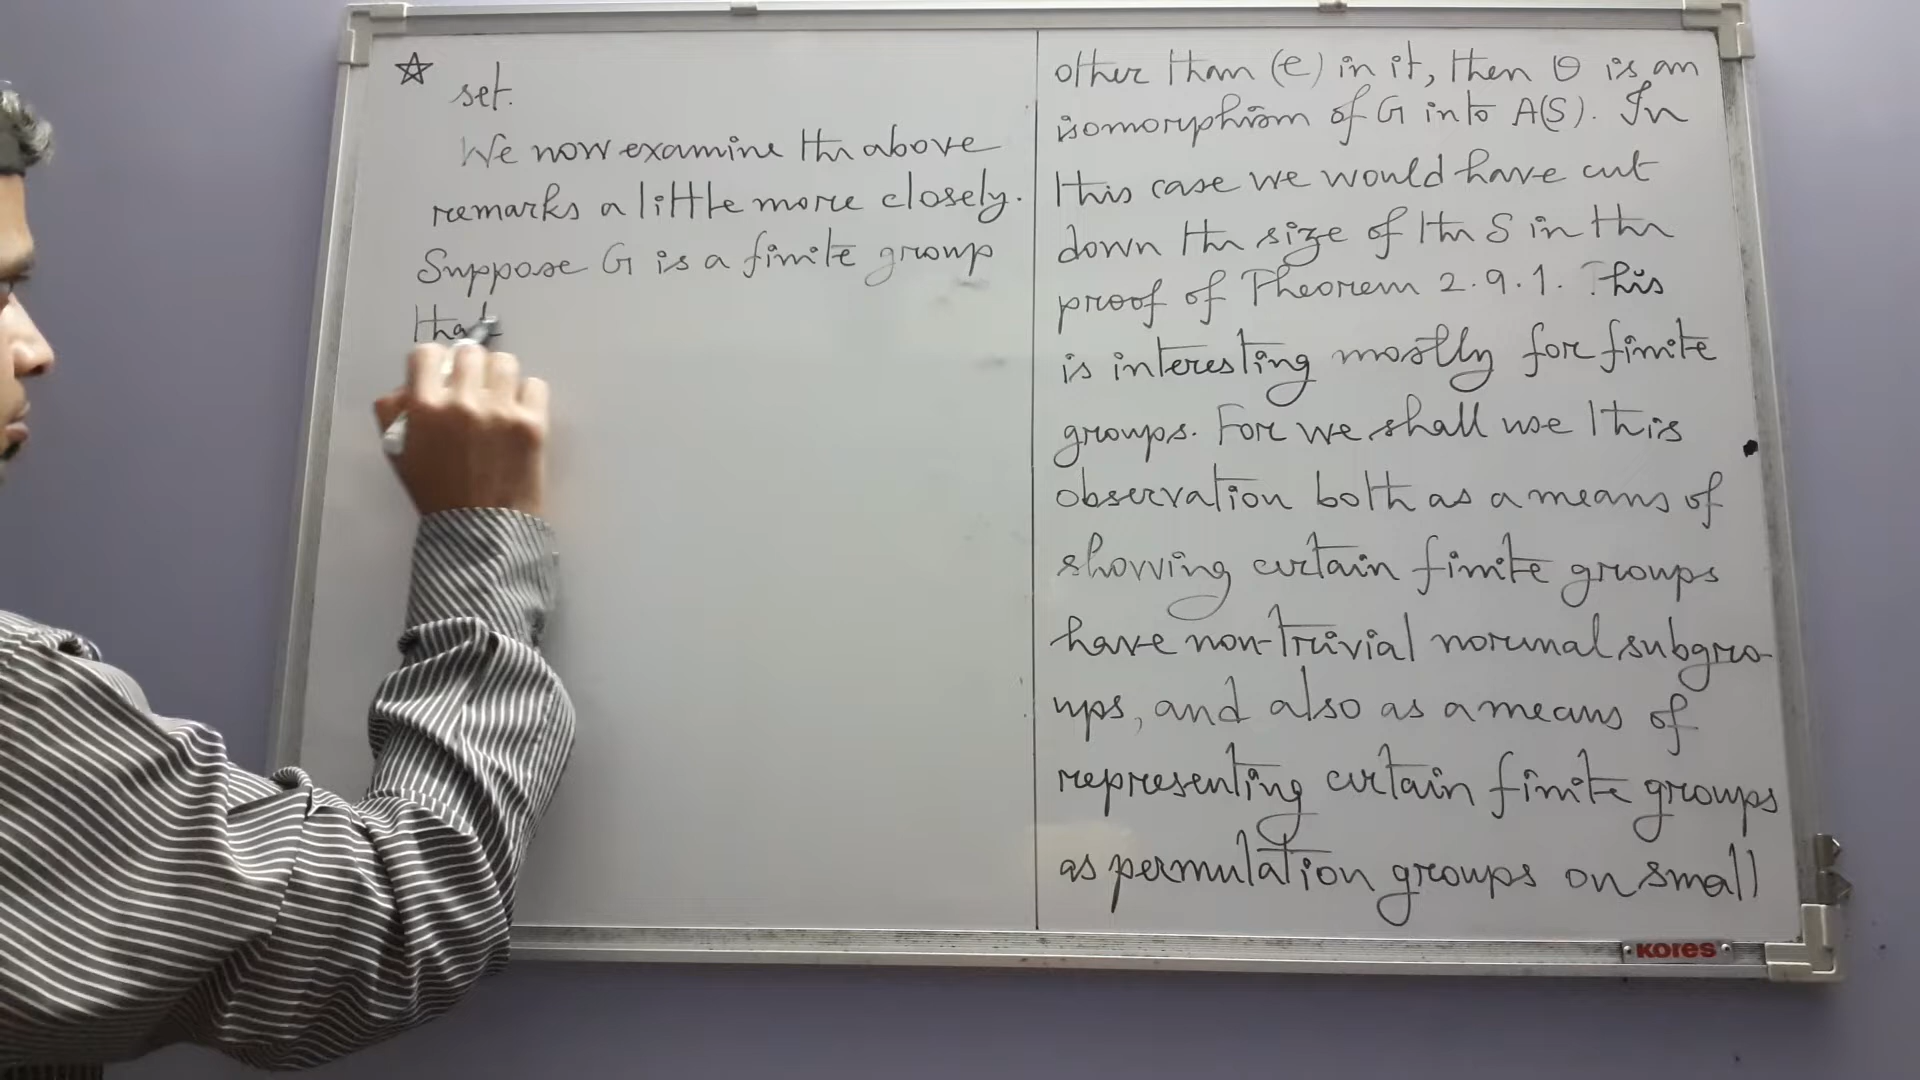 ☆ set.
We now examine the above
remarks a little more closely.
Suppose G is a finite group
that
other than (e) in it, then θ is an
isomorphism of G into A(S). In
this case we would have cut
down the size of the S in the
proof of Theorem 2.9.1. This
is interesting mostly for finite
groups. For we shall use this
observation both as a means of
showing certain finite groups
have non-trivial normal subgro-
ups, and also as a means of
representing certain finite groups
as permutation groups on small
KORES